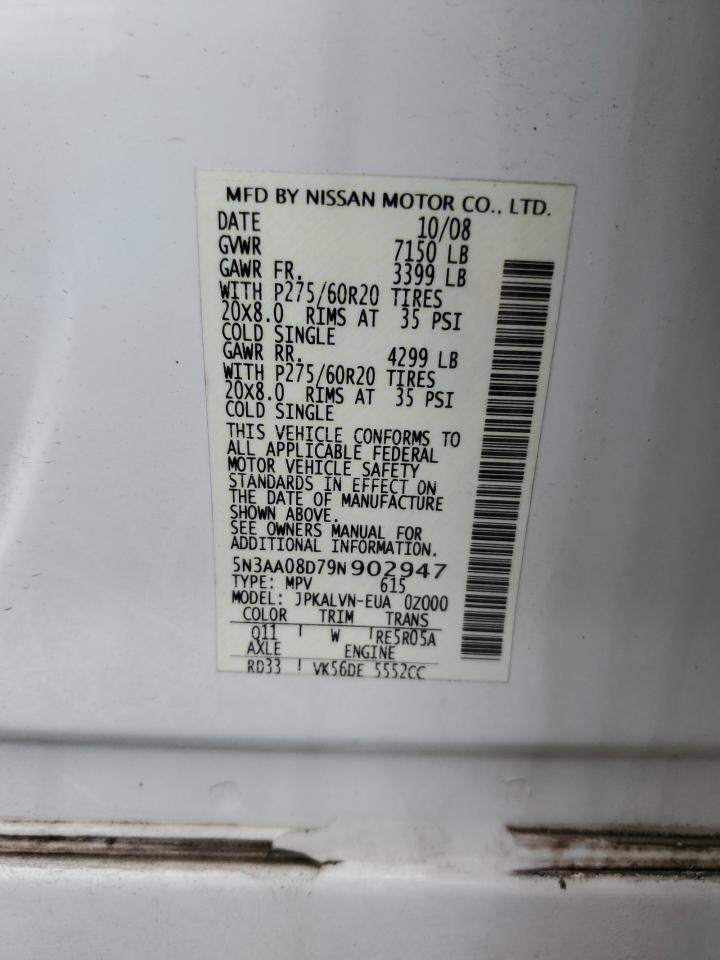 MFD BY NISSAN MOTOR CO., LTD.
DATE 10/08
GVWR 7150 LB
GAWR FR. 3399 LB
WITH P275/60R20 TIRES
20X8.0 RIMS AT 35 PSI
COLD SINGLE
GAWR RR. 4299 LB
WITH P275/60R20 TIRES
20X8.0 RIMS AT 35 PSI
COLD SINGLE
THIS VEHICLE CONFORMS TO
ALL APPLICABLE FEDERAL
MOTOR VEHICLE SAFETY
STANDARDS IN EFFECT ON
THE DATE OF MANUFACTURE
SHOWN ABOVE.
SEE OWNERS MANUAL FOR
ADDITIONAL INFORMATION.
5N3AA08D79N902947
TYPE: MPV 615
MODEL: JPKALVN-EUA 0Z000
COLOR TRIM TRANS
Q11 W RE5R05A
AXLE ENGINE
RD33 VK56DE 5552CC